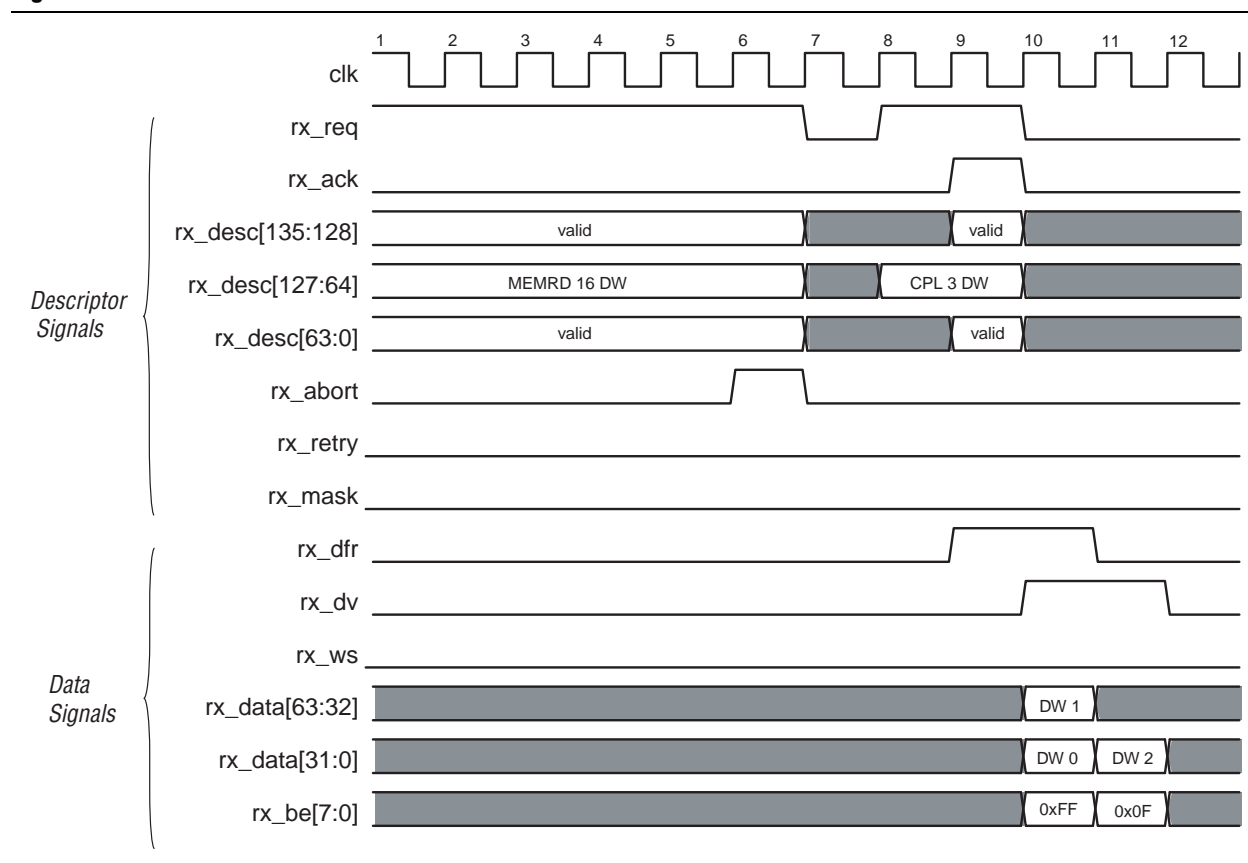 1 2 3 4 5 6 7 8 9 10 11 12
clk
rx_req
rx_ack
rx_desc[135:128] valid valid
rx_desc[127:64] MEMRD 16 DW CPL 3 DW
Descriptor
Signals
rx_desc[63:0] valid valid
rx_abort
rx_retry
rx_mask
rx_dfr
rx_dv
rx_ws
Data
Signals
rx_data[63:32] DW 1
rx_data[31:0] DW 0 DW 2
rx_be[7:0] 0xFF 0x0F